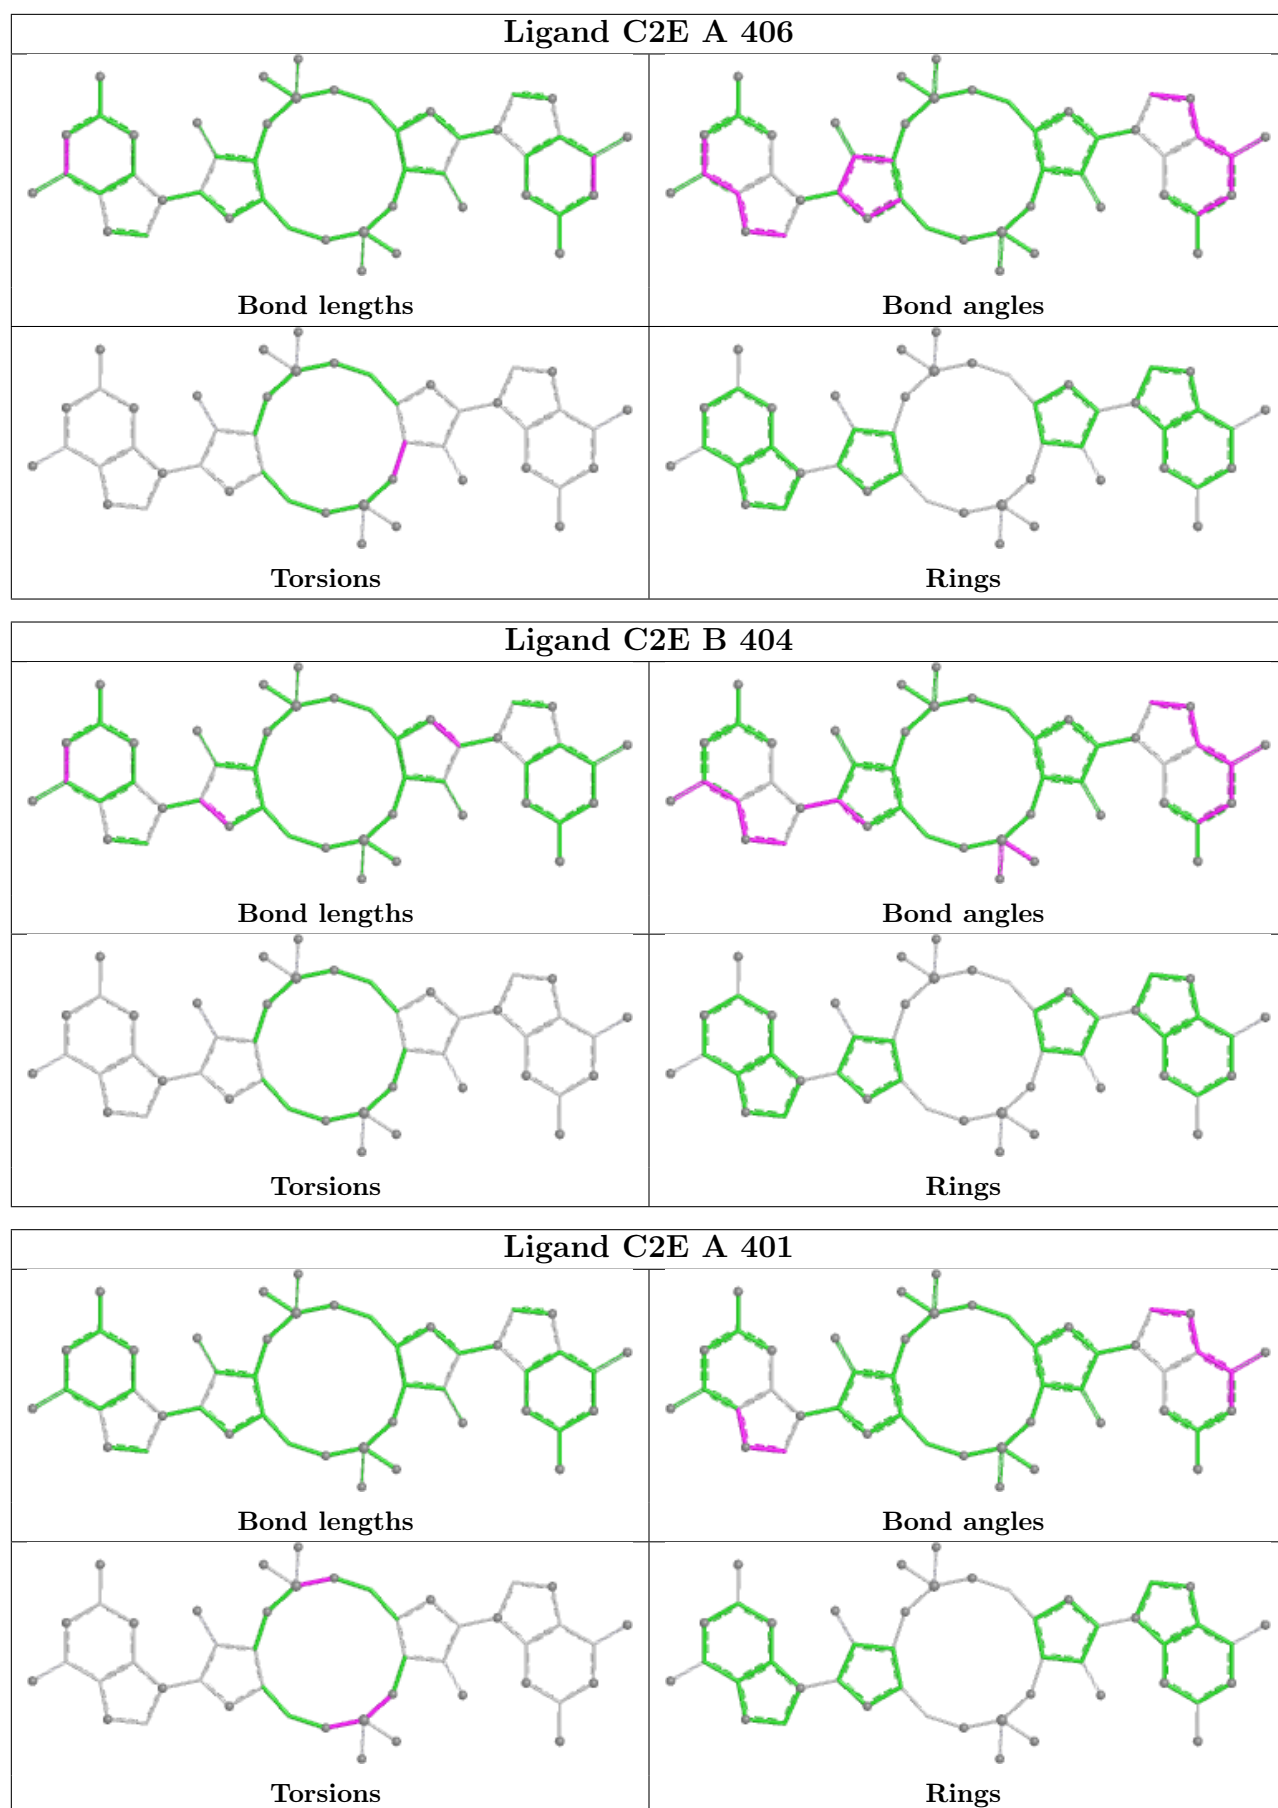 Ligand C2E A 406
Bond lengths
Bond angles
Torsions
Rings
Ligand C2E B 404
Bond lengths
Bond angles
Torsions
Rings
Ligand C2E A 401
Bond lengths
Bond angles
Torsions
Rings